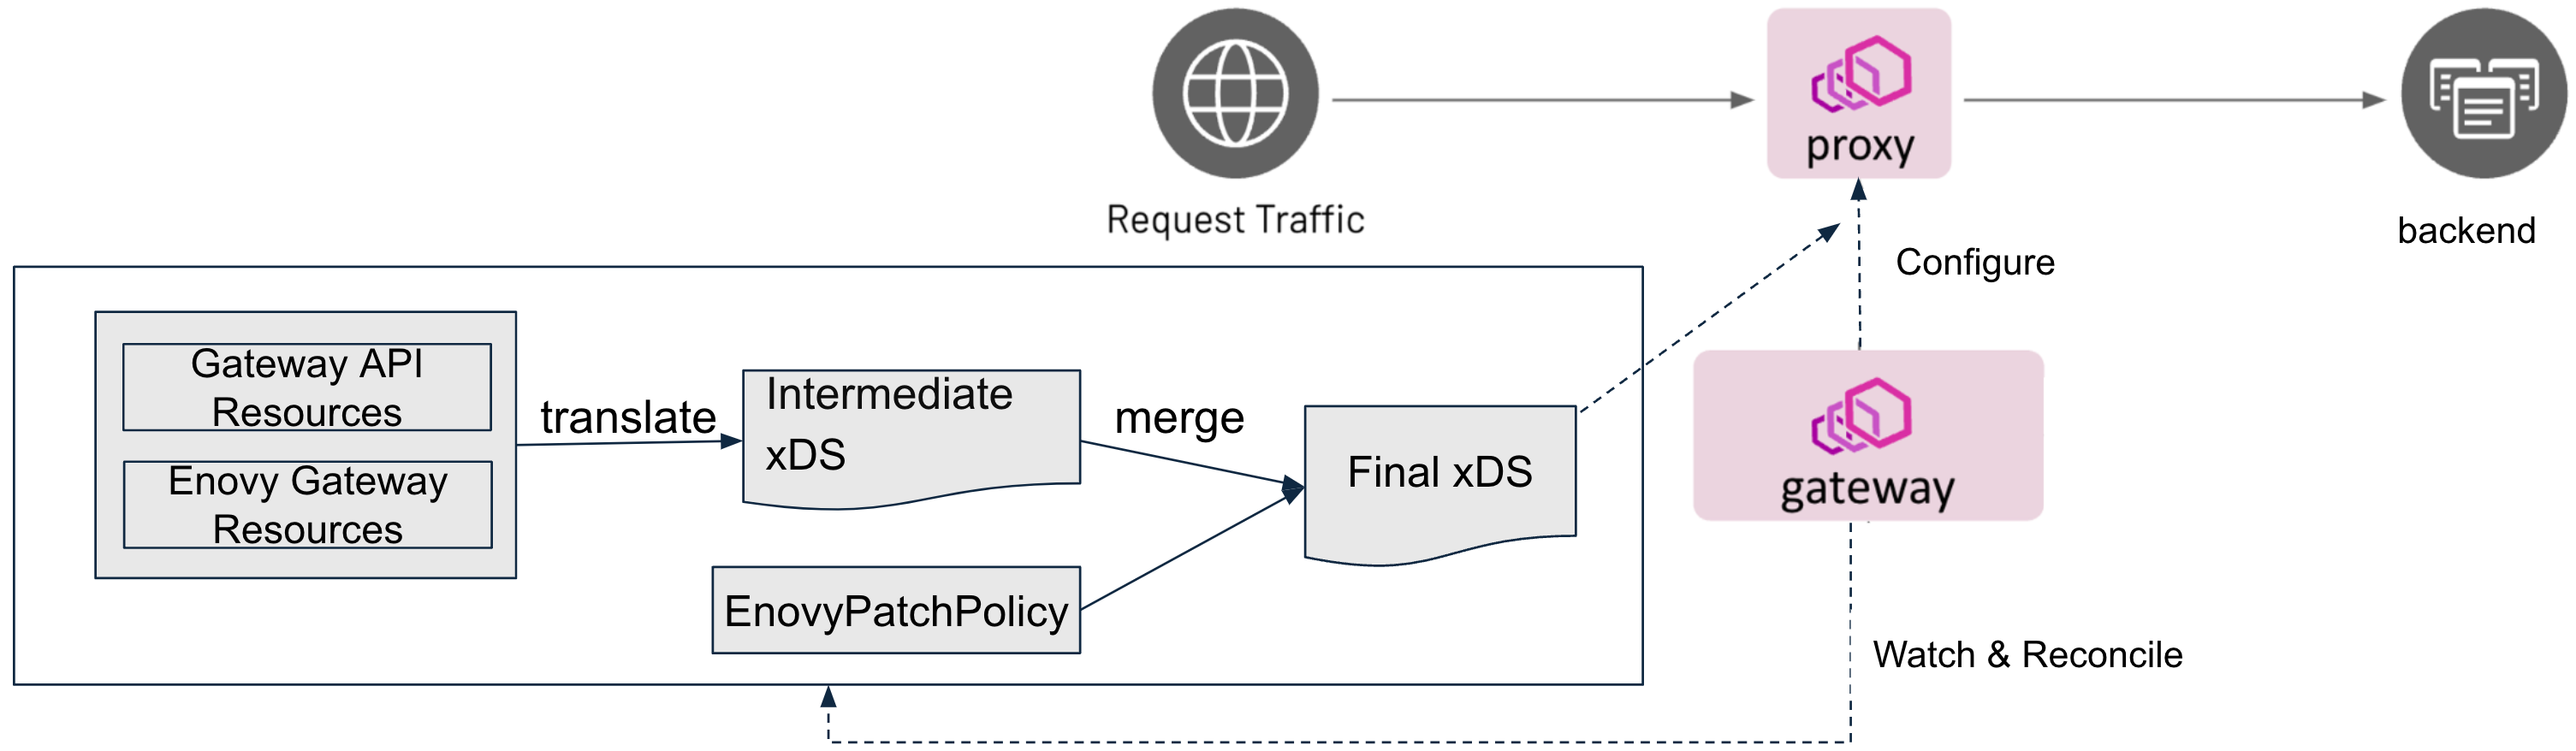 proxy
Request Traffic
backend
Configure
Gateway API
Resources
translate
Intermediate
xDS
merge
Final xDS
Enovy Gateway
Resources
gateway
EnovyPatchPolicy
Watch & Reconcile